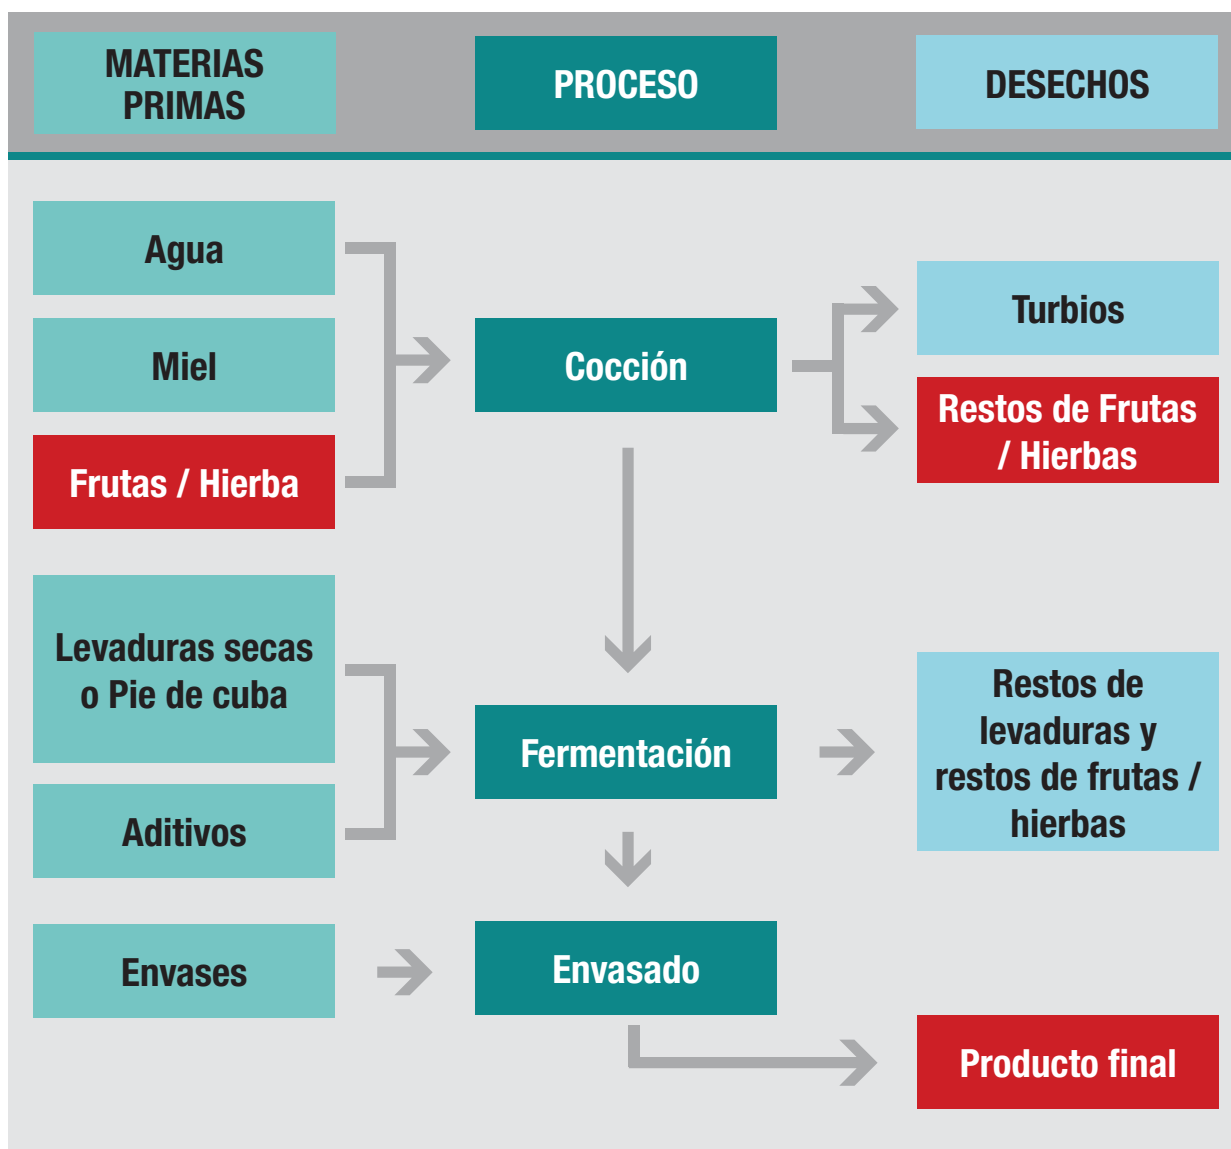 MATERIAS
PRIMAS
PROCESO
DESECHOS
Agua
Miel
Frutas / Hierba
Cocción
Turbios
Restos de Frutas
/ Hierbas
Levaduras secas
o Pie de cuba
Aditivos
Fermentación
Restos de
levaduras y
restos de frutas /
hierbas
Envases
Envasado
Producto final